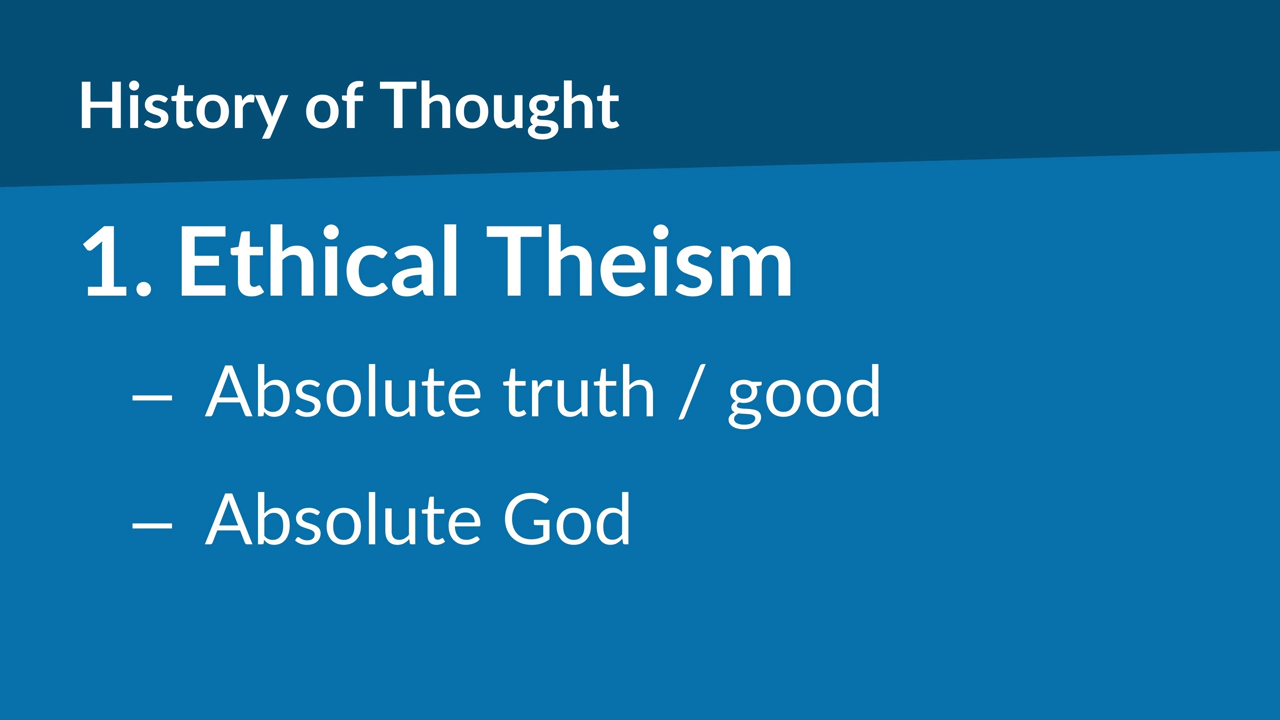 History of Thought
1. Ethical Theism
– Absolute truth / good
– Absolute God